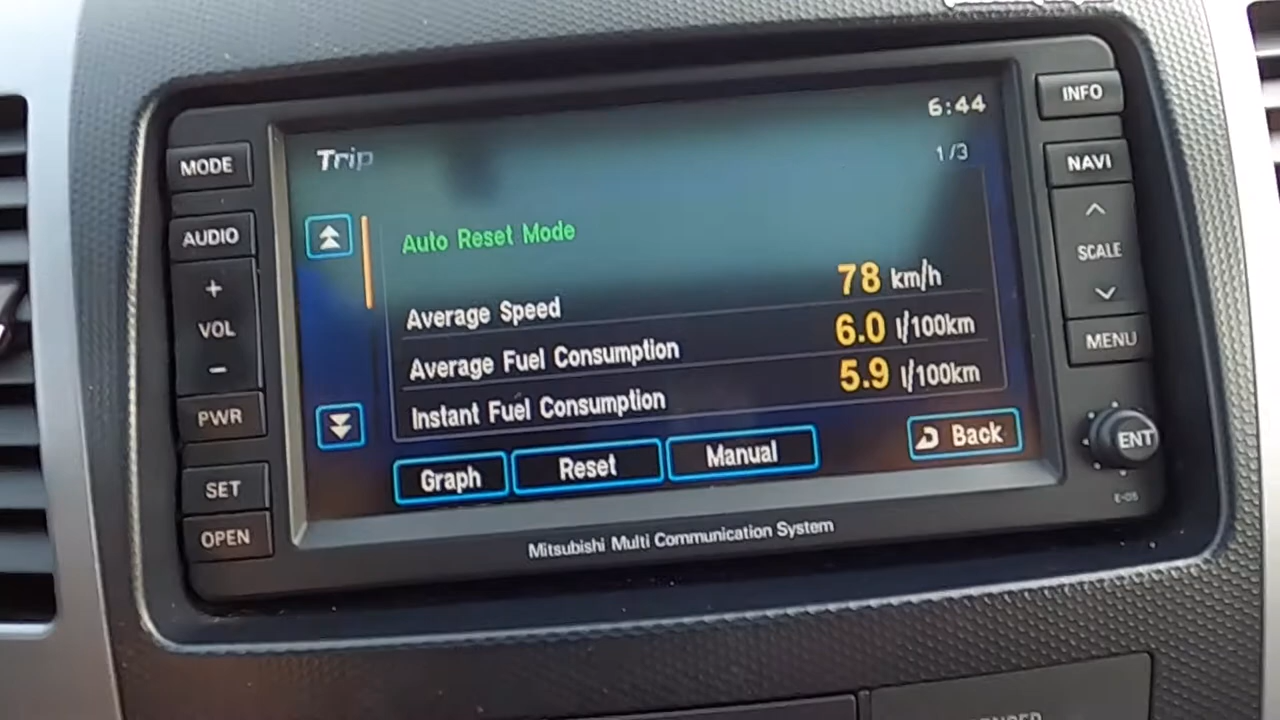 6:44
INFO
Trip
1/3
MODE
NAVI
AUDIO
Auto Reset Mode
+
SCALE
VOL
Average Speed 78 km/h
Average Fuel Consumption 6.0 l/100km
Instant Fuel Consumption 5.9 l/100km
-
MENU
PWR
Graph Reset Manual Back
ENT
SET
E-05
OPEN
Mitsubishi Multi Communication System